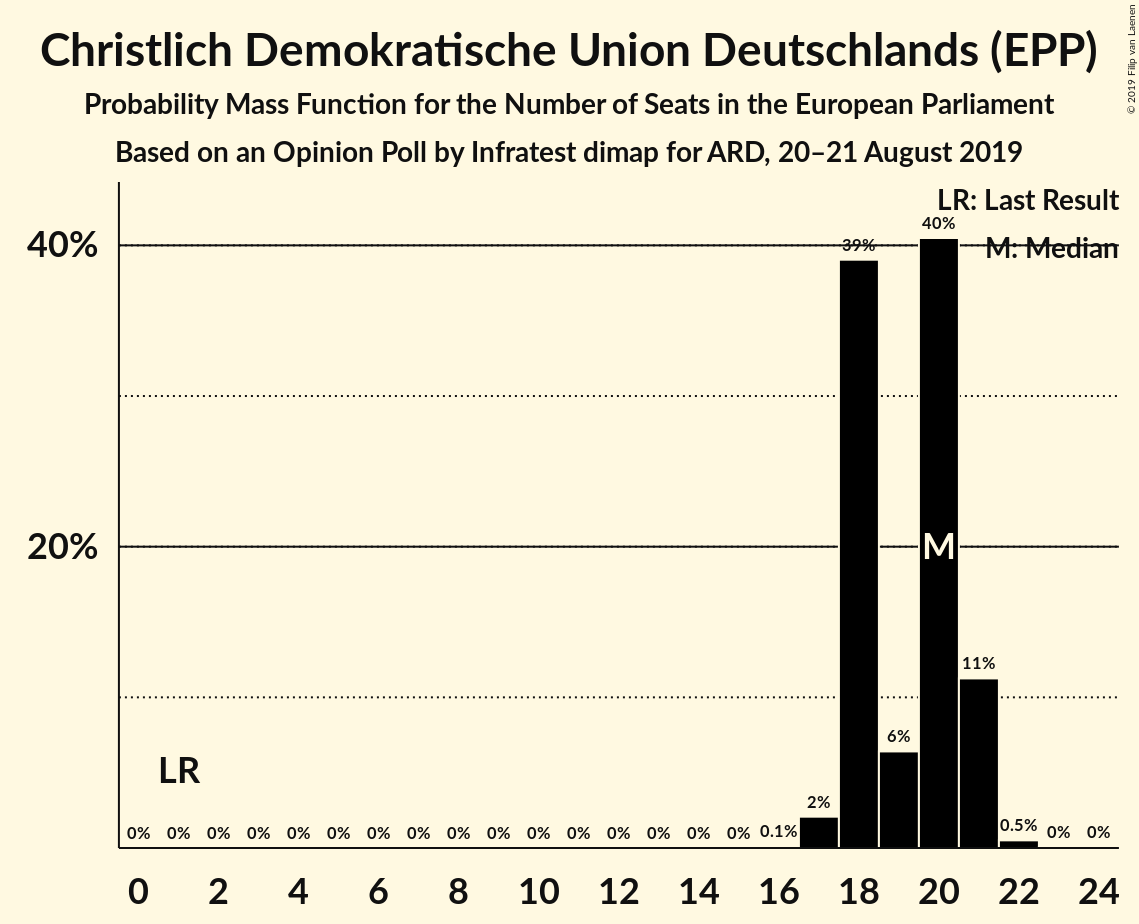 Christlich Demokratische Union Deutschlands (EPP)
Probability Mass Function for the Number of Seats in the European Parliament
Based on an Opinion Poll by Infratest dimap for ARD, 20–21 August 2019
© 2019 Filip van Laenen
LR: Last Result
M: Median
40%
20%
39%
40%
M
11%
6%
LR
2%
0% 0% 0% 0% 0% 0% 0% 0% 0% 0% 0% 0% 0% 0% 0% 0% 0.1% 0.5% 0% 0%
0 2 4 6 8 10 12 14 16 18 20 22 24